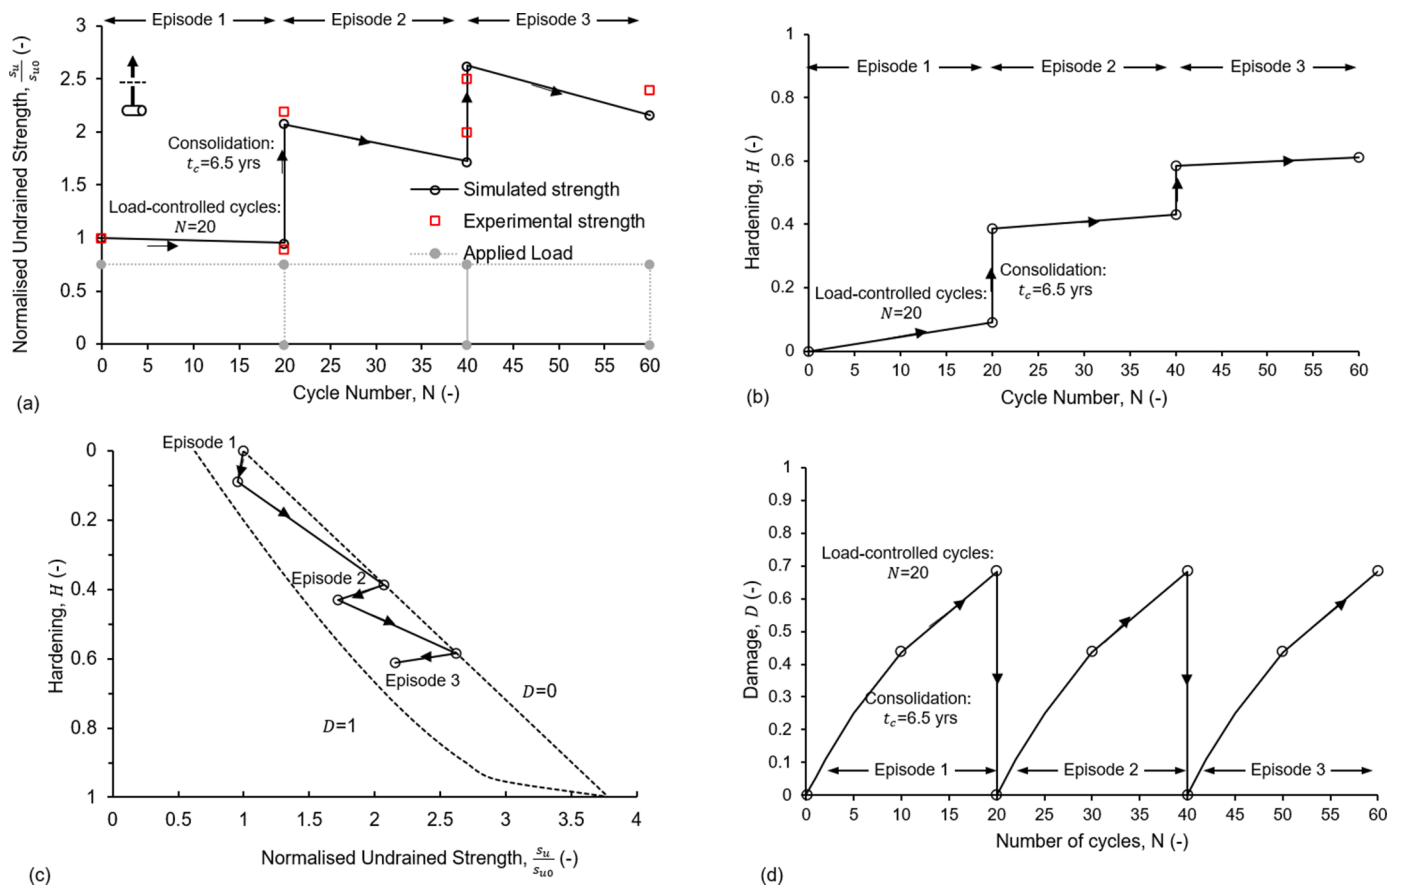 Episode 1 Episode 2 Episode 3
3
2.5
2
1.5
1
0.5
0
Normalised Undrained Strength, su/su0 (-)
Consolidation:
tc=6.5 yrs
Load-controlled cycles:
N=20
Simulated strength
Experimental strength
Applied Load
0 5 10 15 20 25 30 35 40 45 50 55 60
Cycle Number, N (-)
(a)
1
0.8
0.6
0.4
0.2
0
Hardening, H (-)
Episode 1 Episode 2 Episode 3
Consolidation:
tc=6.5 yrs
Load-controlled cycles:
N=20
0 5 10 15 20 25 30 35 40 45 50 55 60
Cycle Number, N (-)
(b)
Episode 1
0
0.2
0.4
0.6
0.8
1
Hardening, H (-)
Episode 2
Episode 3
D=0
D=1
0 0.5 1 1.5 2 2.5 3 3.5 4
Normalised Undrained Strength, su/su0 (-)
(c)
1
0.9
0.8
0.7
0.6
0.5
0.4
0.3
0.2
0.1
0
Damage, D (-)
Load-controlled cycles:
N=20
Consolidation:
tc=6.5 yrs
Episode 1 Episode 2 Episode 3
0 5 10 15 20 25 30 35 40 45 50 55 60
Number of cycles, N (-)
(d)